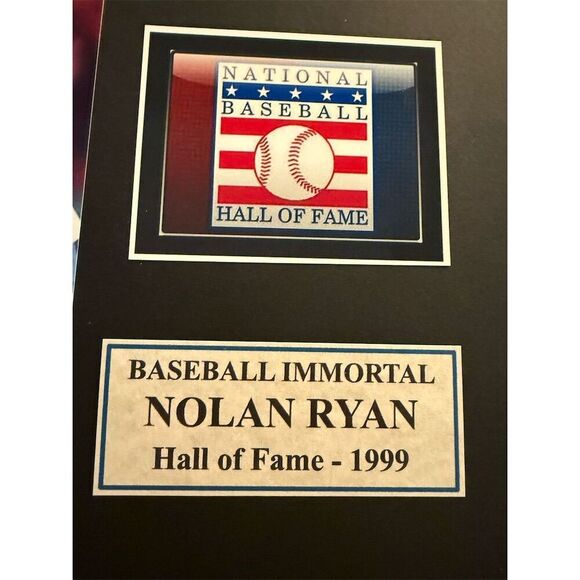 NATIONAL
BASEBALL
HALL OF FAME
BASEBALL IMMORTAL
NOLAN RYAN
Hall of Fame - 1999